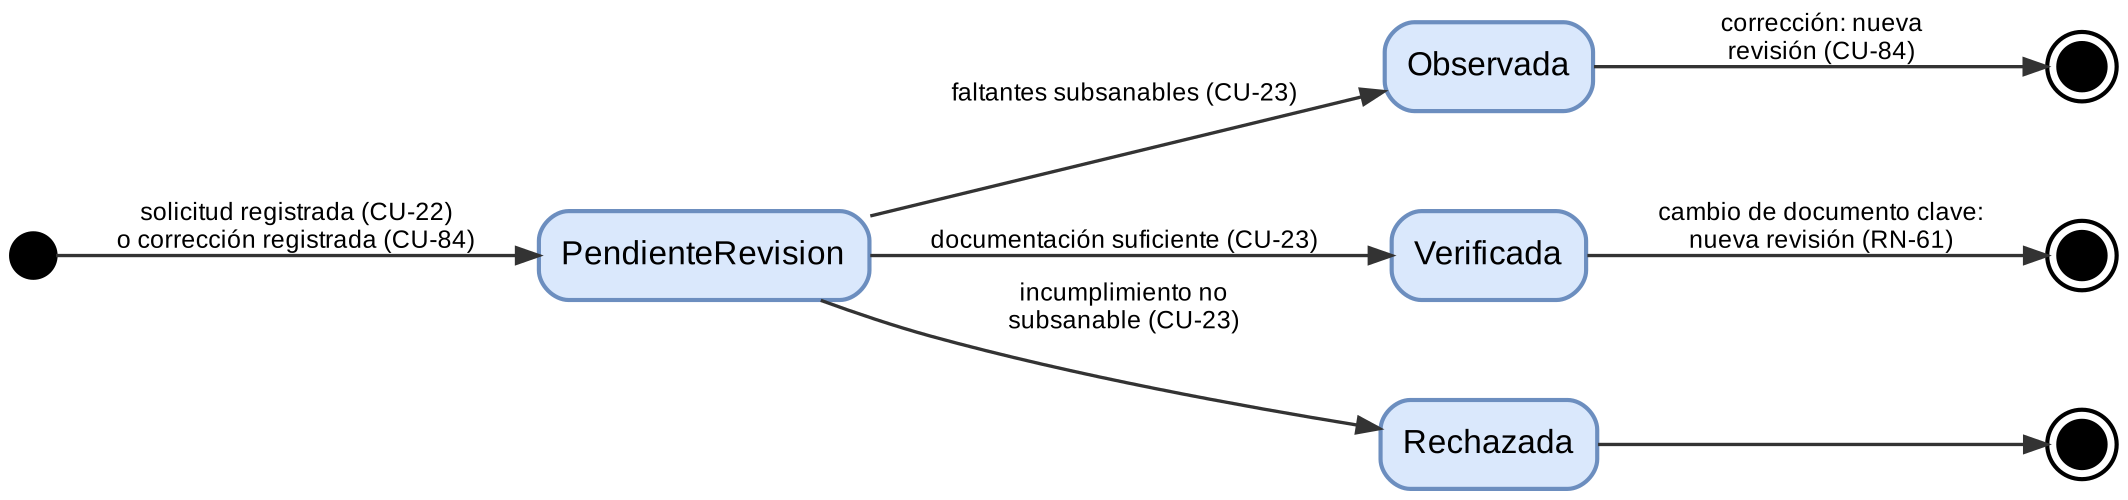 corrección: nueva
revisión (CU-84)
Observada
faltantes subsanables (CU-23)
solicitud registrada (CU-22)
o corrección registrada (CU-84)
PendienteRevision
documentación suficiente (CU-23)
Verificada
cambio de documento clave:
nueva revisión (RN-61)
incumplimiento no
subsanable (CU-23)
Rechazada